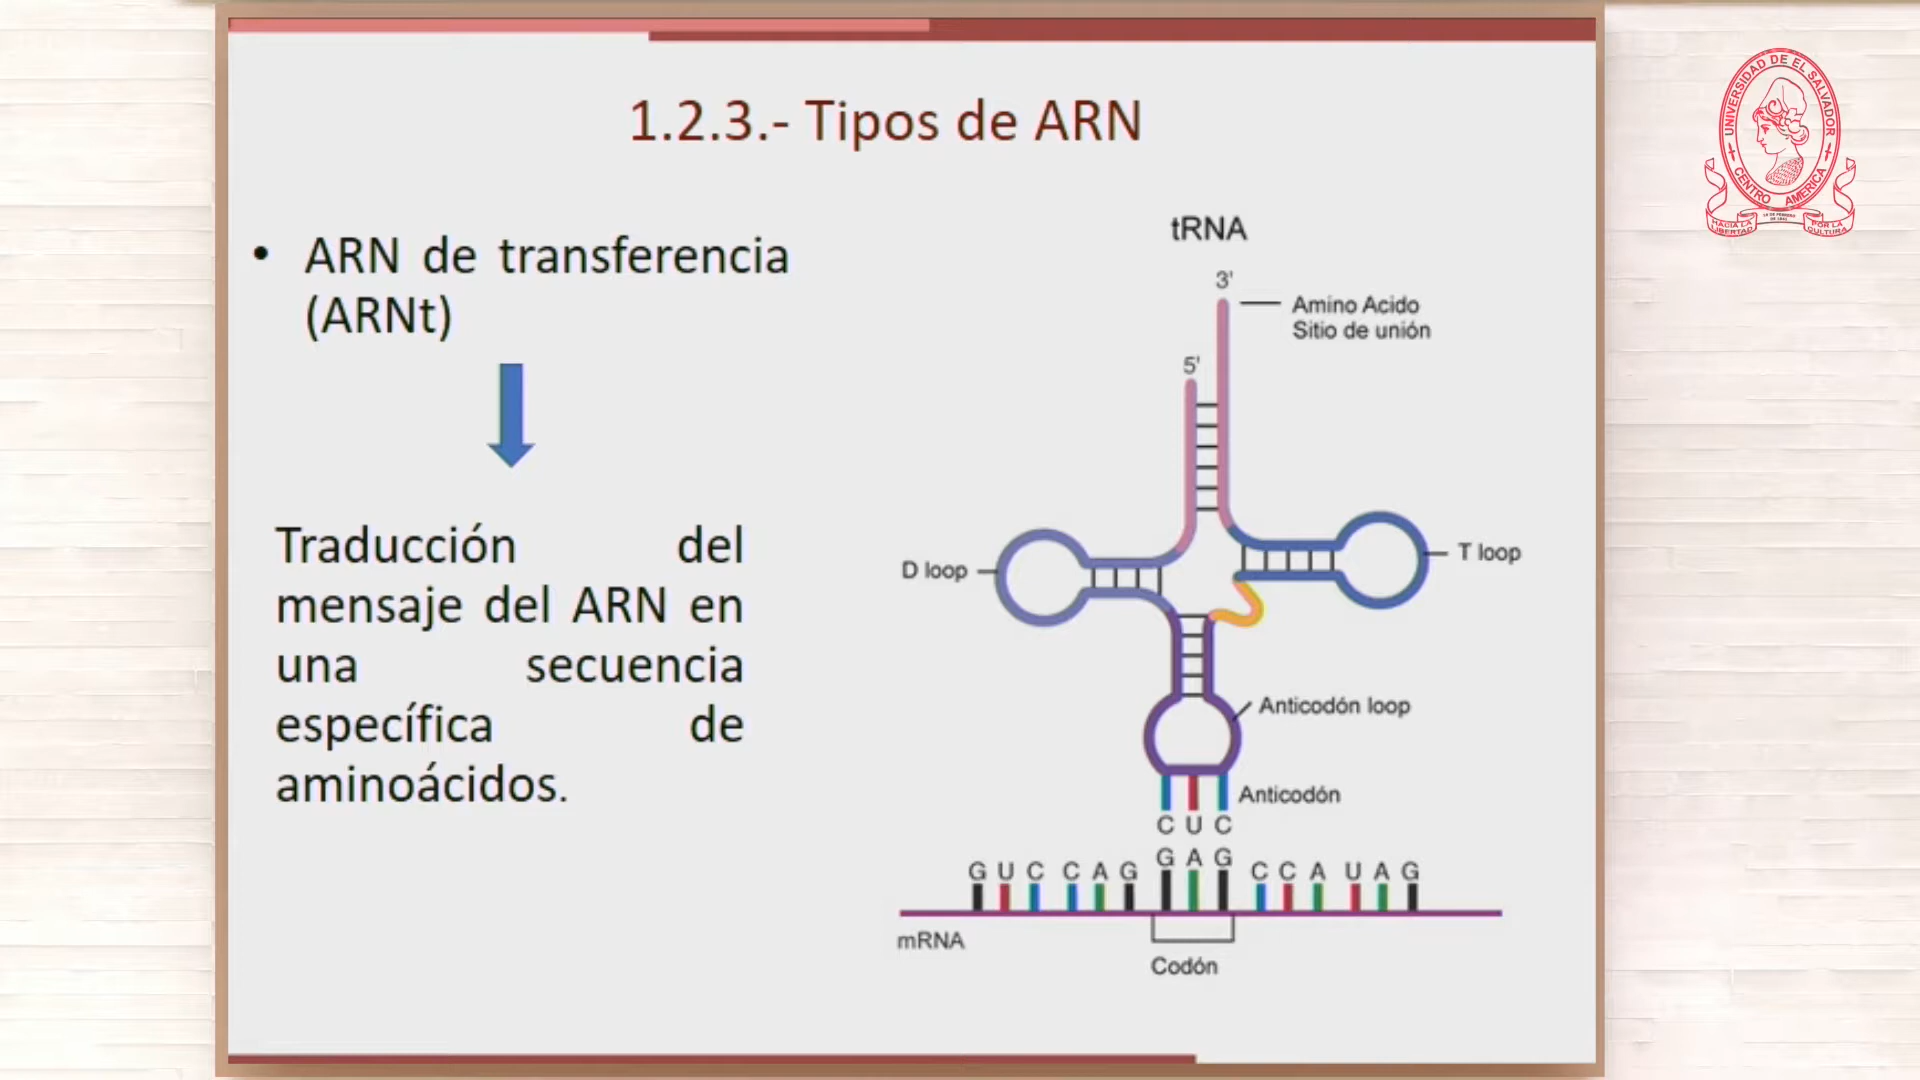 1.2.3.- Tipos de ARN
• ARN de transferencia
(ARNt)
Traducción del
mensaje del ARN en
una secuencia
específica de
aminoácidos.
tRNA
3'
Amino Acido
Sitio de unión
5'
D loop
T loop
Anticodón loop
Anticodón
C U C
G U C C A G G A G C C A U A G
mRNA
Codón
UNIVERSIDAD DE EL SALVADOR
CENTRO AMERICA
HACIA LA LIBERTAD
POR LA CULTURA